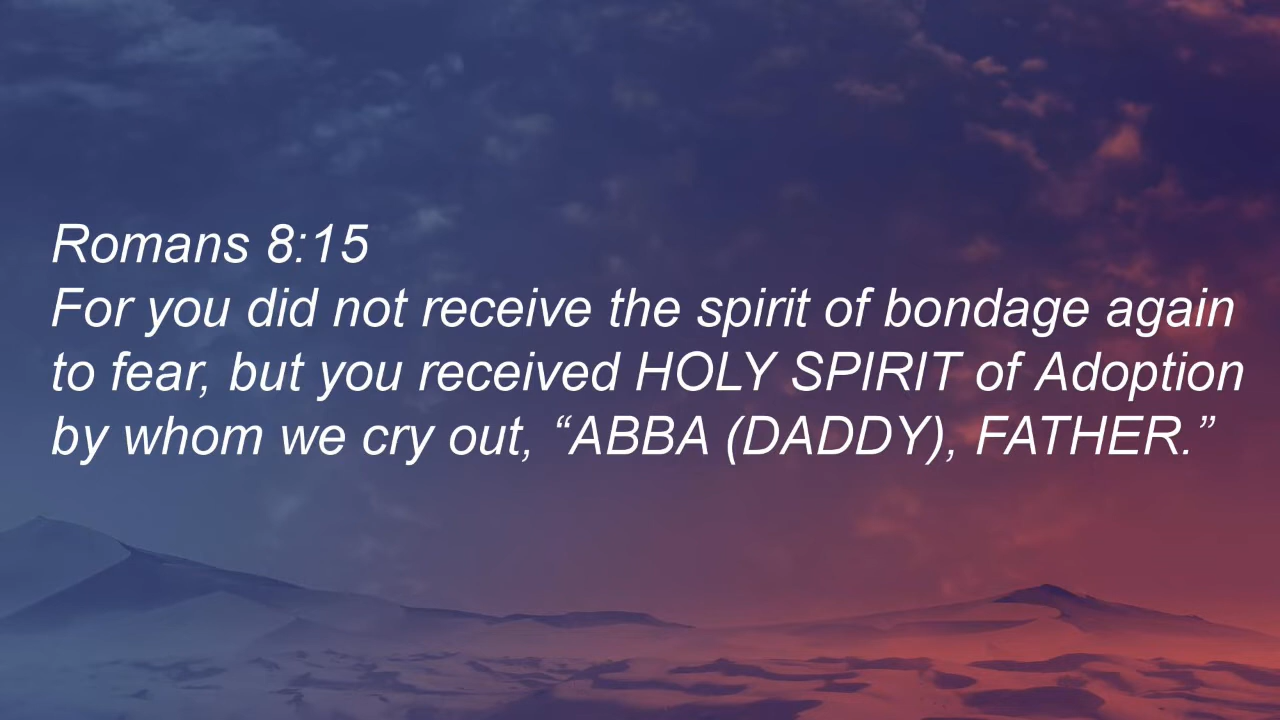 Romans 8:15
For you did not receive the spirit of bondage again
to fear, but you received HOLY SPIRIT of Adoption
by whom we cry out, “ABBA (DADDY), FATHER.”